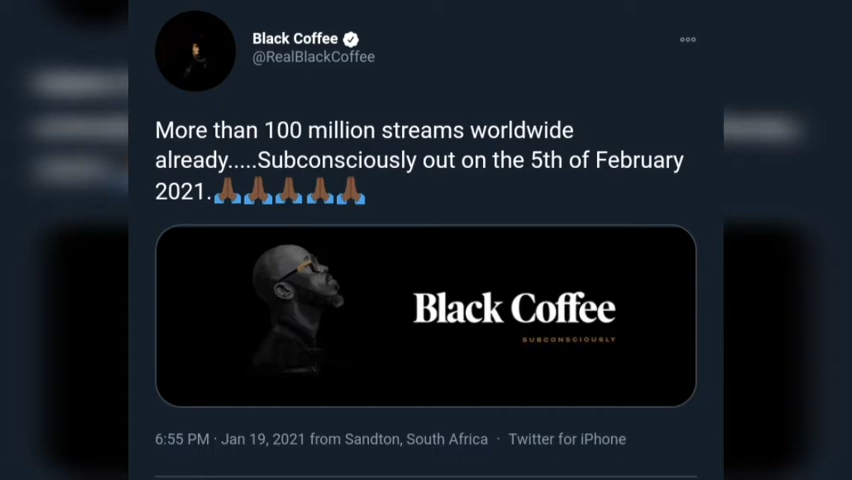 Black Coffee
@RealBlackCoffee
More than 100 million streams worldwide
already.....Subconsciously out on the 5th of February
2021.🙏🏾🙏🏾🙏🏾🙏🏾🙏🏾
Black Coffee
SUBCONSCIOUSLY
6:55 PM · Jan 19, 2021 from Sandton, South Africa · Twitter for iPhone